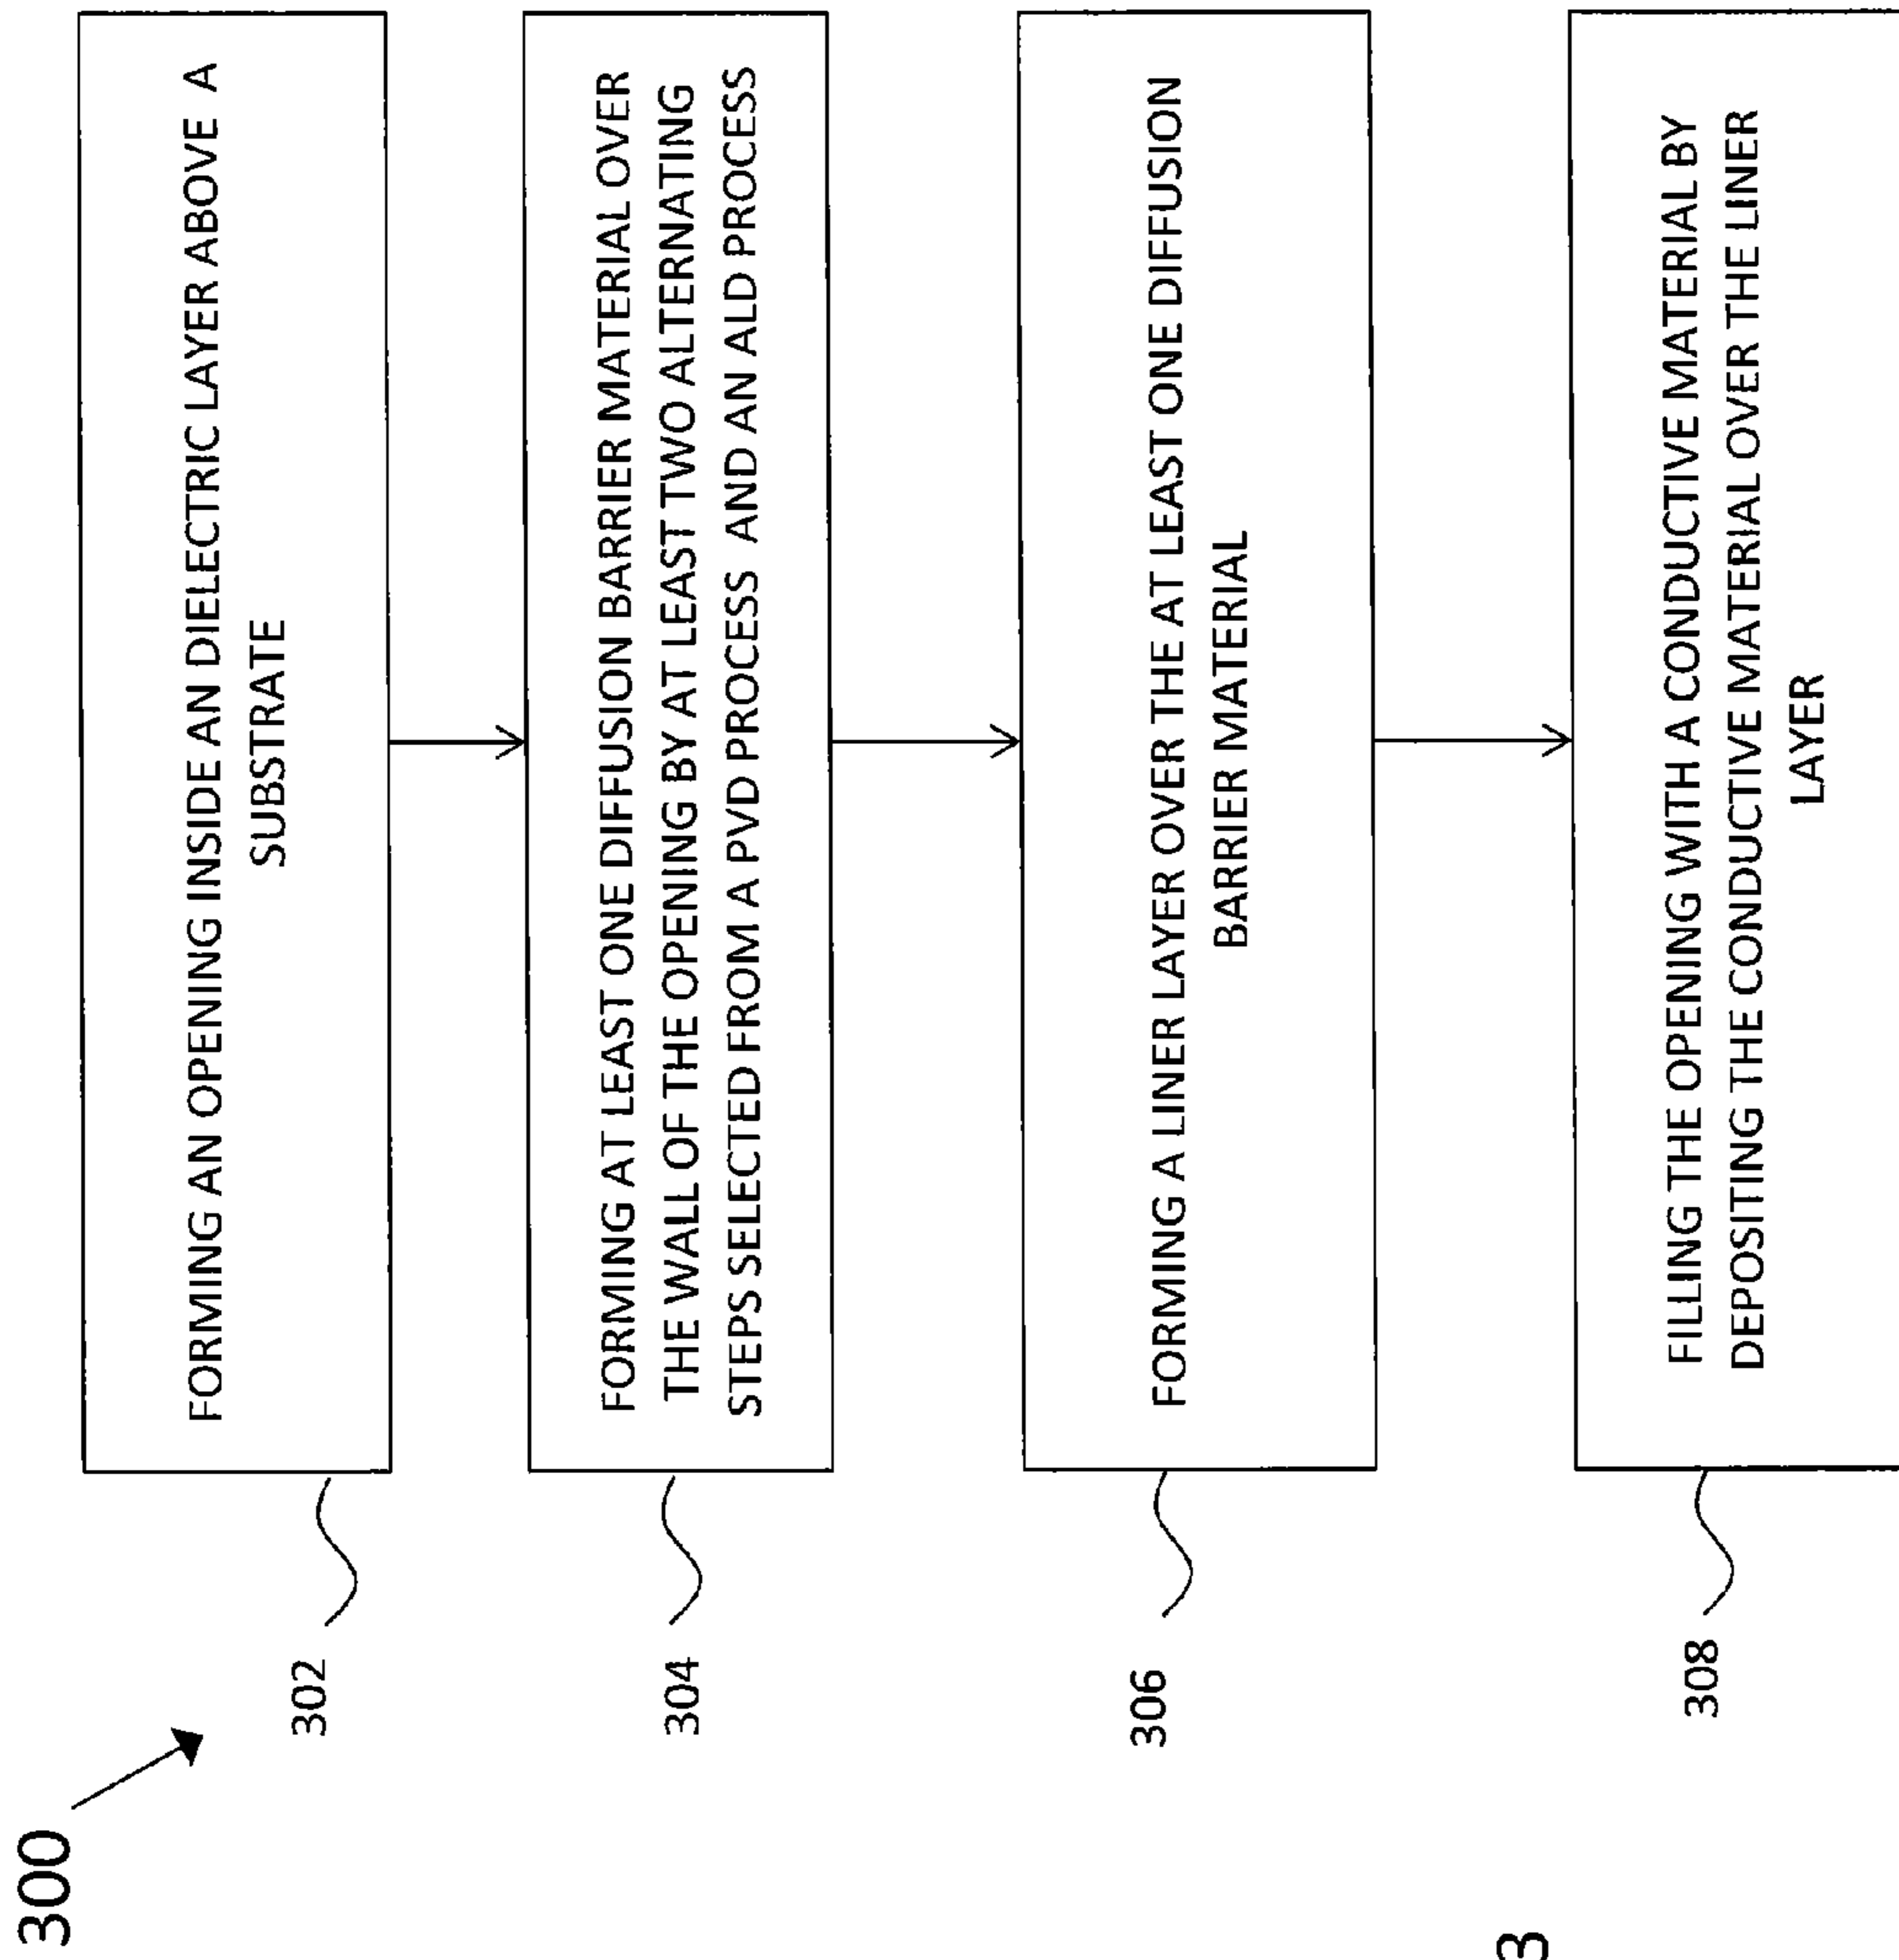 300
302
FORMING AN OPENING INSIDE AN DIELECTRIC LAYER ABOVE A
SUBSTRATE
304
FORMING AT LEAST ONE DIFFUSION BARRIER MATERIAL OVER
THE WALL OF THE OPENING BY AT LEAST TWO ALTERNATING
STEPS SELECTED FROM A PVD PROCESS AND AN ALD PROCESS
306
FORMING A LINER LAYER OVER THE AT LEAST ONE DIFFUSION
BARRIER MATERIAL
308
FILLING THE OPENING WITH A CONDUCTIVE MATERIAL BY
DEPOSITING THE CONDUCTIVE MATERIAL OVER THE LINER
LAYER
3